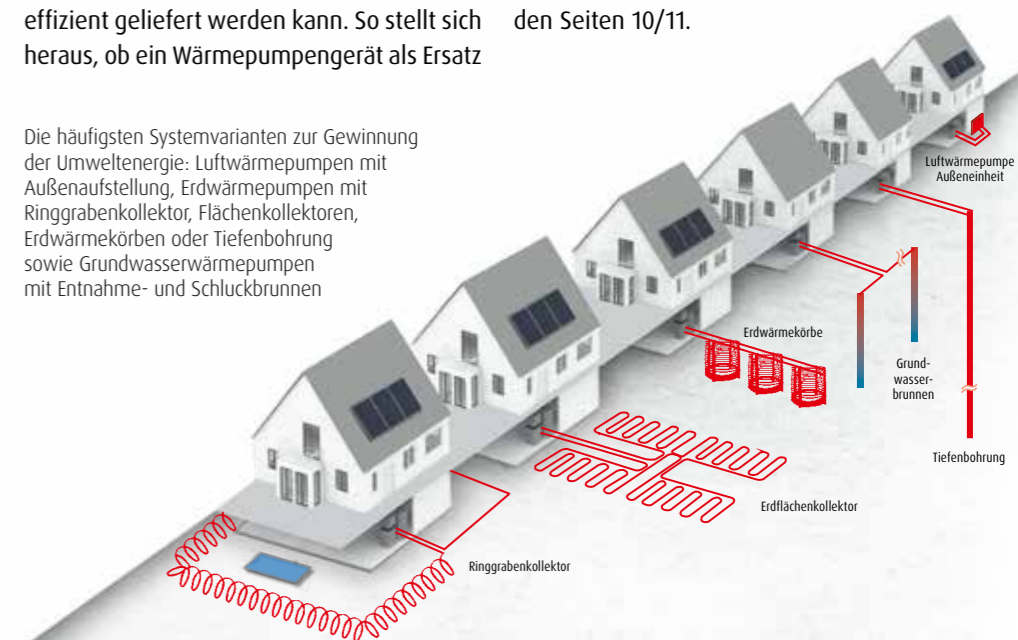 effizient geliefert werden kann. So stellt sich
heraus, ob ein Wärmepumpengerät als Ersatz
den Seiten 10/11.
Die häufigsten Systemvarianten zur Gewinnung
der Umweltenergie: Luftwärmepumpen mit
Außenaufstellung, Erdwärmepumpen mit
Ringgrabenkollektor, Flächenkollektoren,
Erdwärmekörben oder Tiefenbohrung
sowie Grundwasserwärmepumpen
mit Entnahme- und Schluckbrunnen
Luftwärmepumpe
Außeneinheit
Erdwärmekörbe
Grund-
wasser-
brunnen
Tiefenbohrung
Erdflächenkollektor
Ringgrabenkollektor